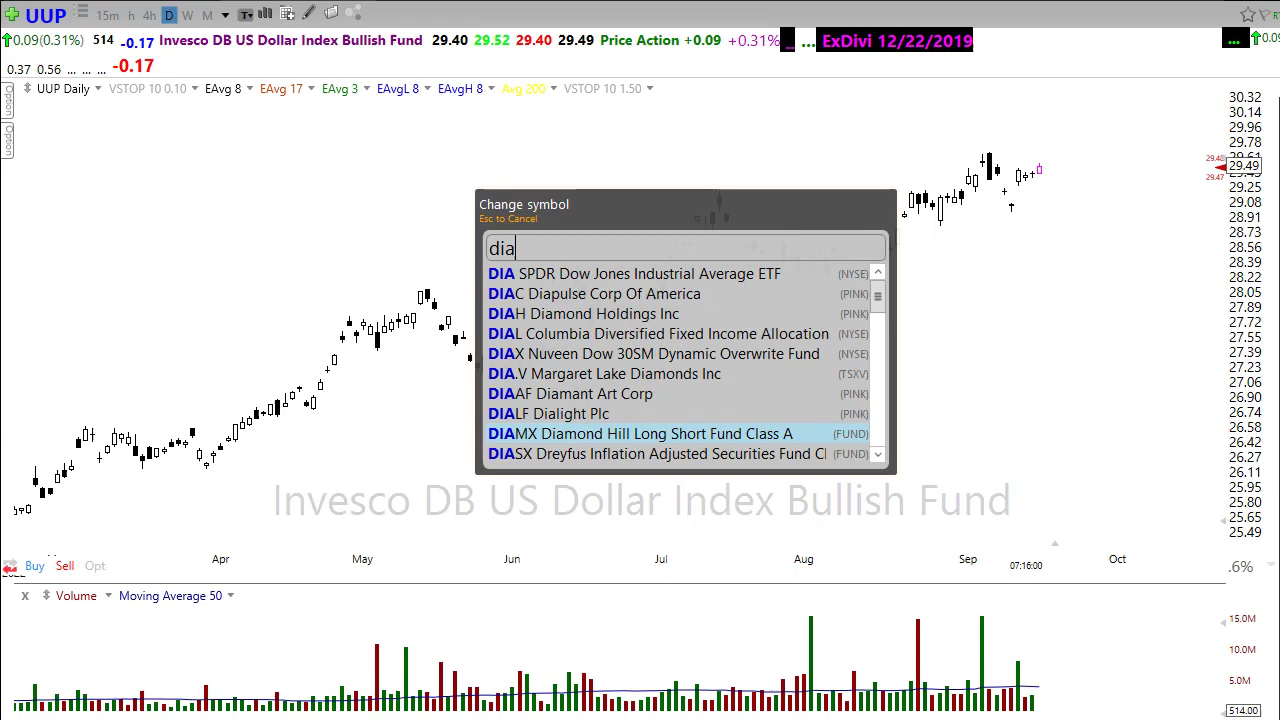 UUP 15m h 4h D W M T
0.09(0.31%) 514 -0.17 Invesco DB US Dollar Index Bullish Fund 29.40 29.52 29.40 29.49 Price Action +0.09 +0.31% ... ... ExDivi 12/22/2019 ...
0.37 0.56 ... ... ... -0.17
Option
Option
UUP Daily VSTOP 10 0.10 EAvg 8 EAvg 17 EAvg 3 EAvgL 8 EAvgH 8 Avg 200 VSTOP 10 1.50
Change symbol
Esc to Cancel
dia
DIA SPDR Dow Jones Industrial Average ETF (NYSE)
DIAC Diapulse Corp Of America (PINK)
DIAH Diamond Holdings Inc (PINK)
DIAL Columbia Diversified Fixed Income Allocation (NYSE)
DIAX Nuveen Dow 30SM Dynamic Overwrite Fund (NYSE)
DIA.V Margaret Lake Diamonds Inc (TSXV)
DIAAF Diamant Art Corp (PINK)
DIALF Dialight Plc (PINK)
DIAMX Diamond Hill Long Short Fund Class A (FUND)
DIASX Dreyfus Inflation Adjusted Securities Fund Cl (FUND)
Invesco DB US Dollar Index Bullish Fund
30.32
30.14
29.96
29.78
29.49
29.47
29.25
29.08
28.91
28.73
28.56
28.39
28.22
28.05
27.89
27.72
27.55
27.39
27.23
27.06
26.90
26.74
26.58
26.42
26.27
26.11
25.95
25.80
25.65
25.49
Apr May Jun Jul Aug Sep Oct
07:16:00
Buy Sell Opt
.6%
x Volume Moving Average 50
15.0M
10.0M
5.0M
514.00